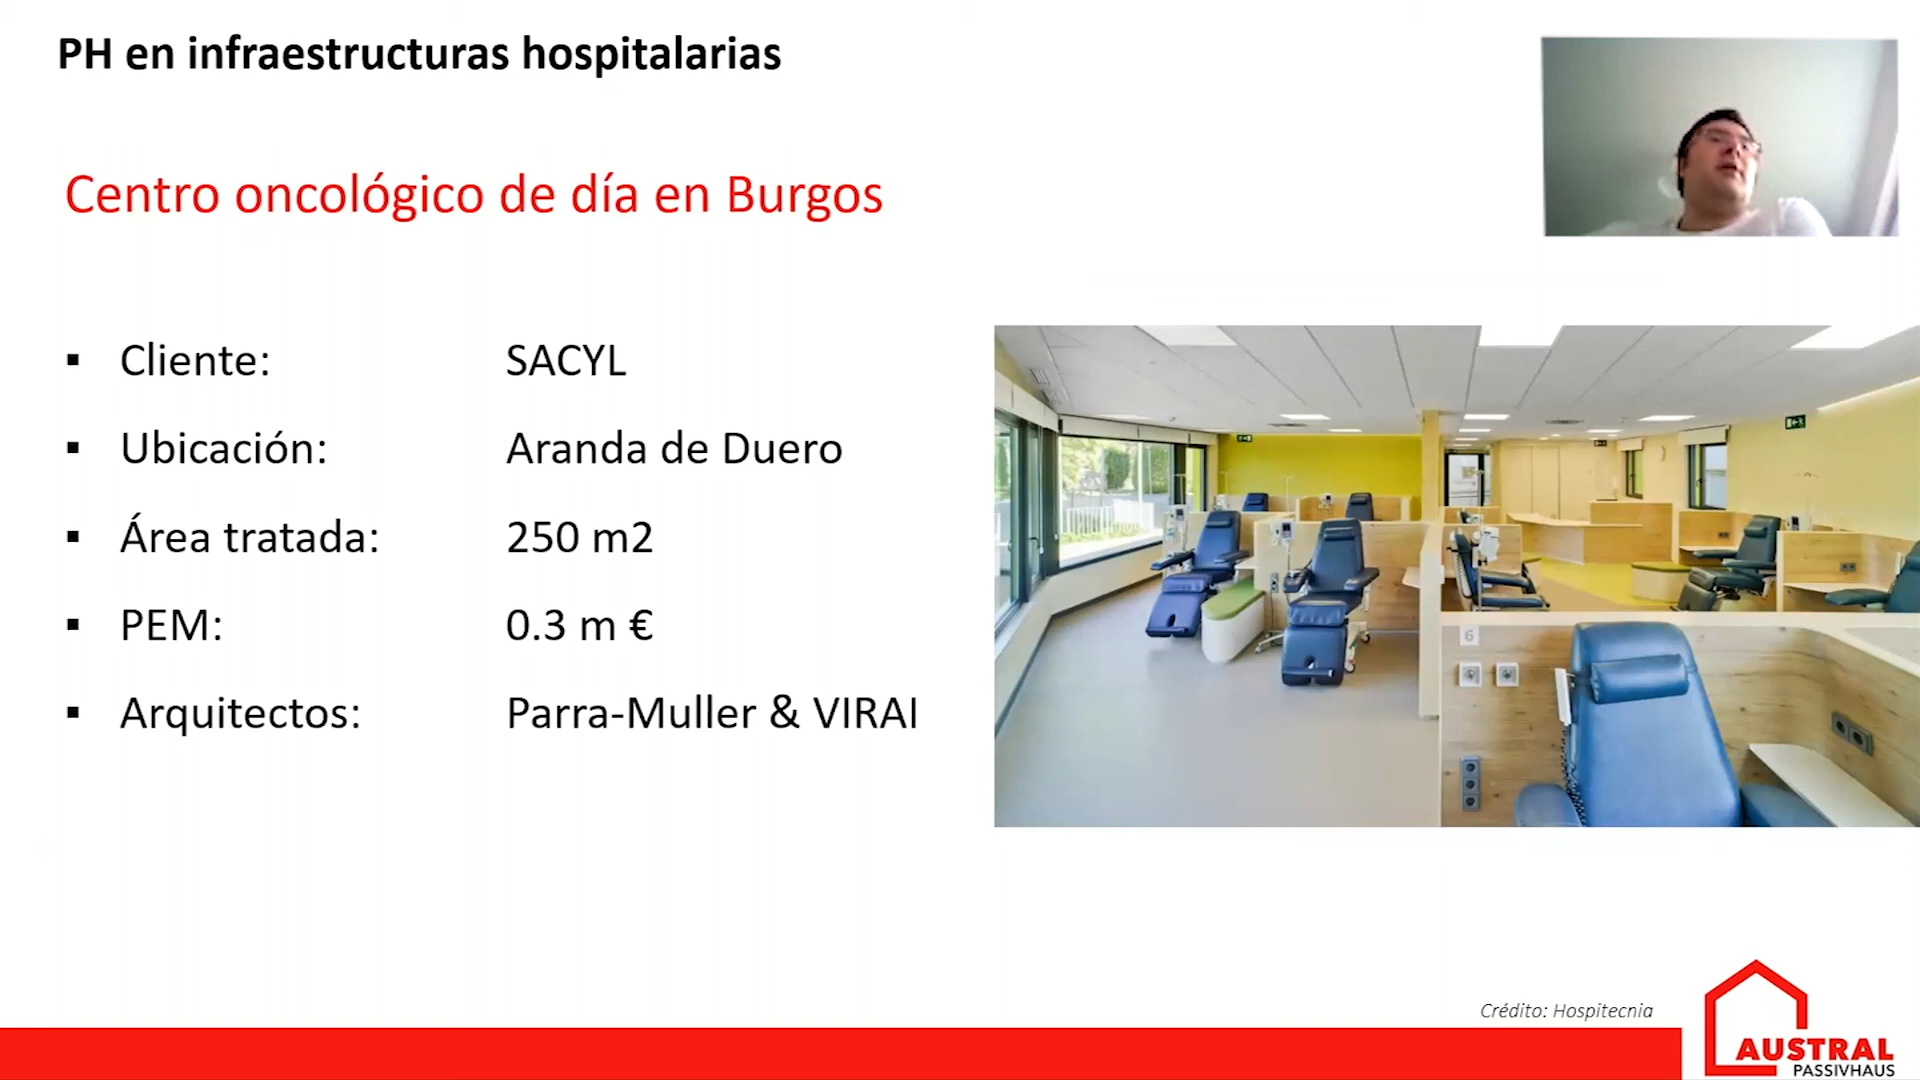 PH en infraestructuras hospitalarias
Centro oncológico de día en Burgos
▪ Cliente: SACYL
▪ Ubicación: Aranda de Duero
▪ Área tratada: 250 m2
▪ PEM: 0.3 m €
▪ Arquitectos: Parra-Muller & VIRAI
6
Crédito: Hospitecnia
AUSTRAL
PASSIVHAUS